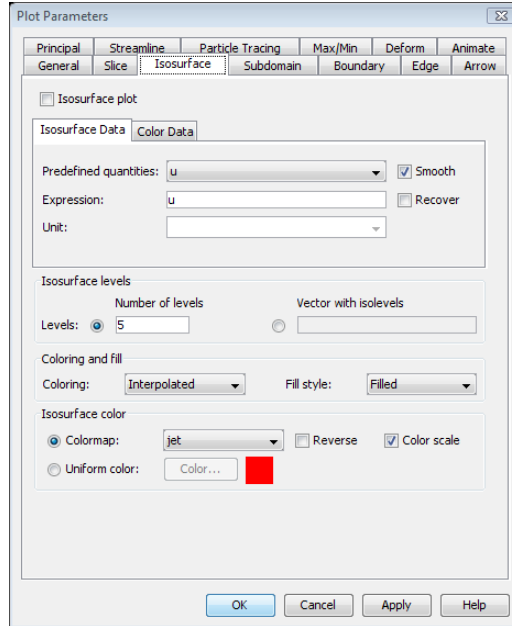 Plot Parameters
Principal Streamline Particle Tracing Max/Min Deform Animate
General Slice Isosurface Subdomain Boundary Edge Arrow
Isosurface plot
Isosurface Data Color Data
Predefined quantities: u Smooth
Expression: u Recover
Unit:
Isosurface levels
Number of levels Vector with isolevels
Levels: 5
Coloring and fill
Coloring: Interpolated Fill style: Filled
Isosurface color
Colormap: jet Reverse Color scale
Uniform color: Color...
OK Cancel Apply Help